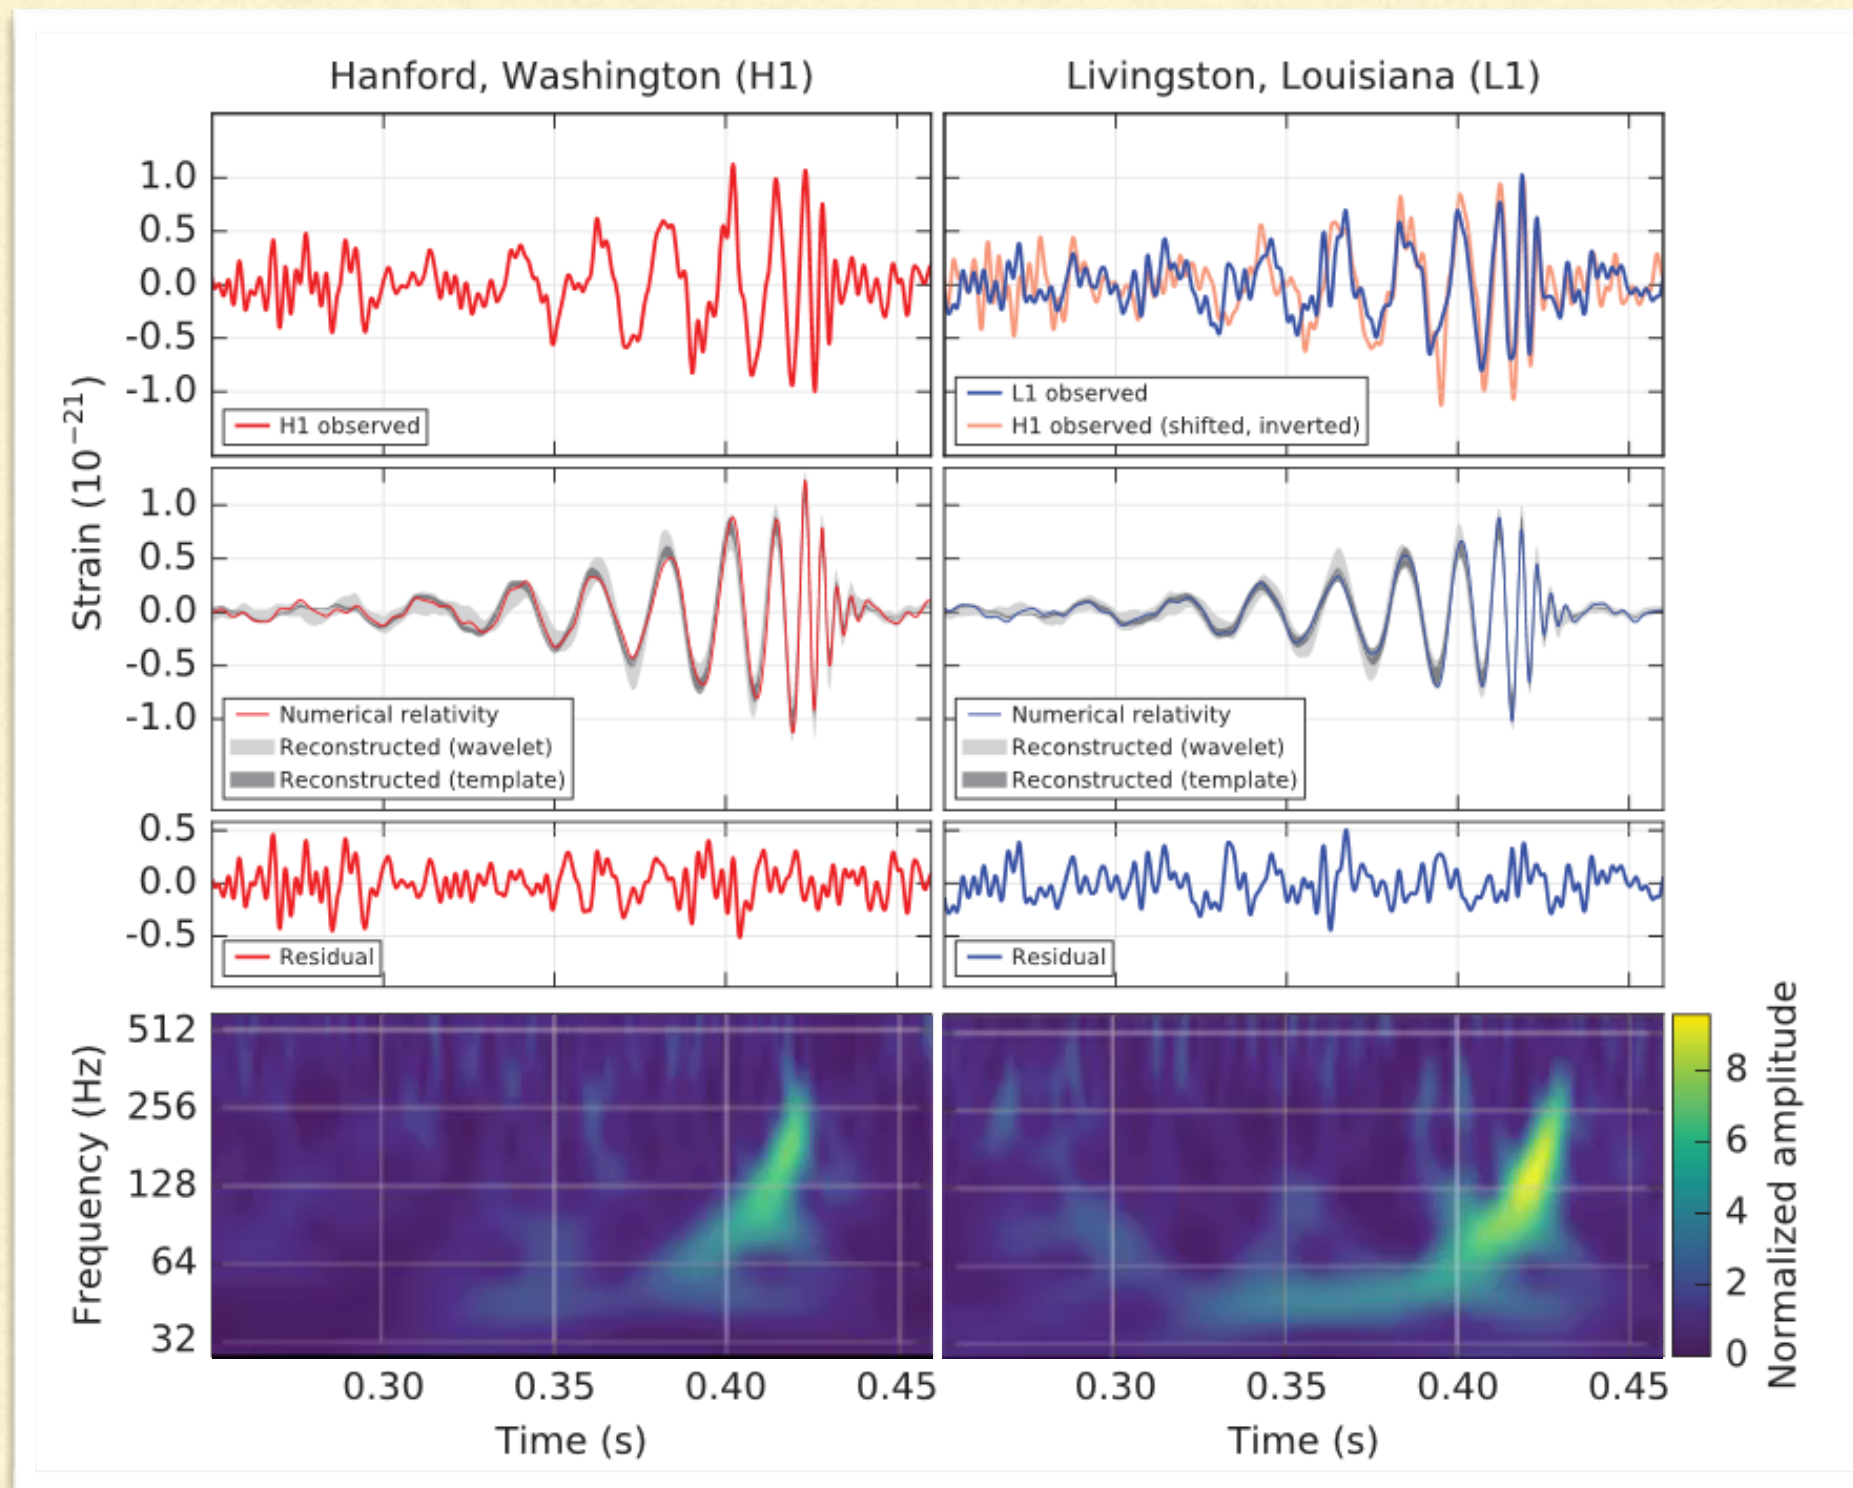 Hanford, Washington (H1)
Livingston, Louisiana (L1)
1.0
0.5
0.0
-0.5
-1.0
H1 observed
L1 observed
H1 observed (shifted, inverted)
Strain (10⁻²¹)
1.0
0.5
0.0
-0.5
-1.0
Numerical relativity
Reconstructed (wavelet)
Reconstructed (template)
Numerical relativity
Reconstructed (wavelet)
Reconstructed (template)
0.5
0.0
-0.5
Residual
Residual
Frequency (Hz)
512
256
128
64
32
8
6
4
2
0
Normalized amplitude
0.30 0.35 0.40 0.45
0.30 0.35 0.40 0.45
Time (s)
Time (s)